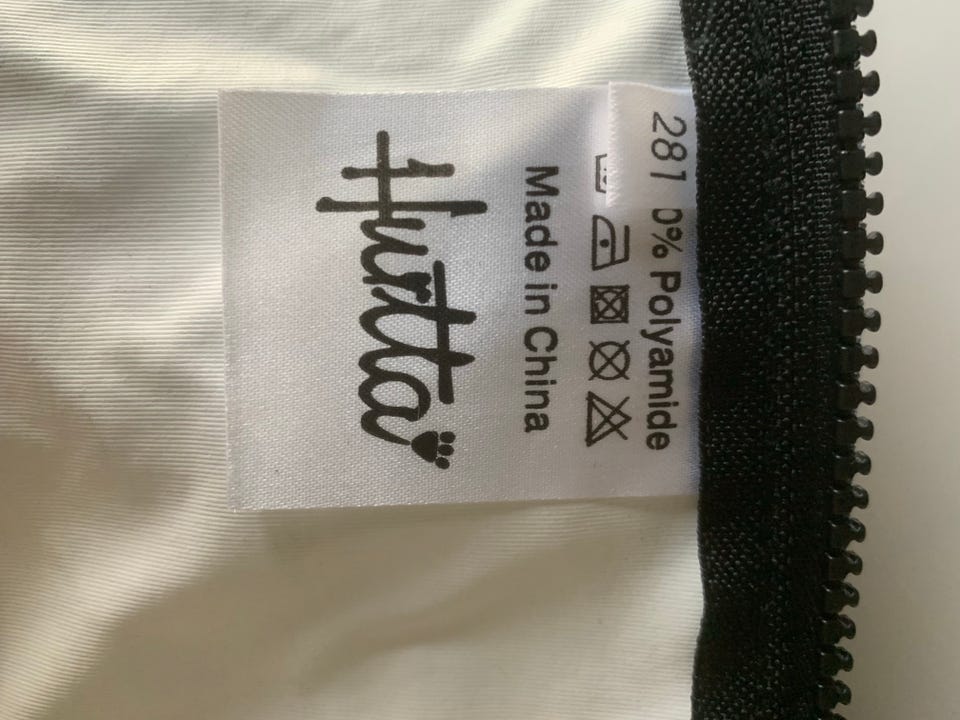 281
0% Polyamide
Made in China
Hurtta